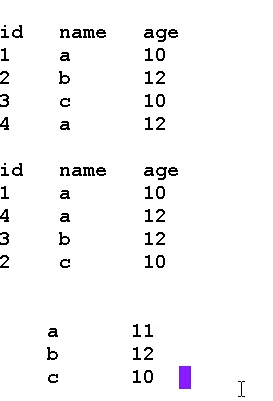 id name age
1 a 10
2 b 12
3 c 10
4 a 12
id name age
1 a 10
4 a 12
3 b 12
2 c 10
a 11
b 12
c 10